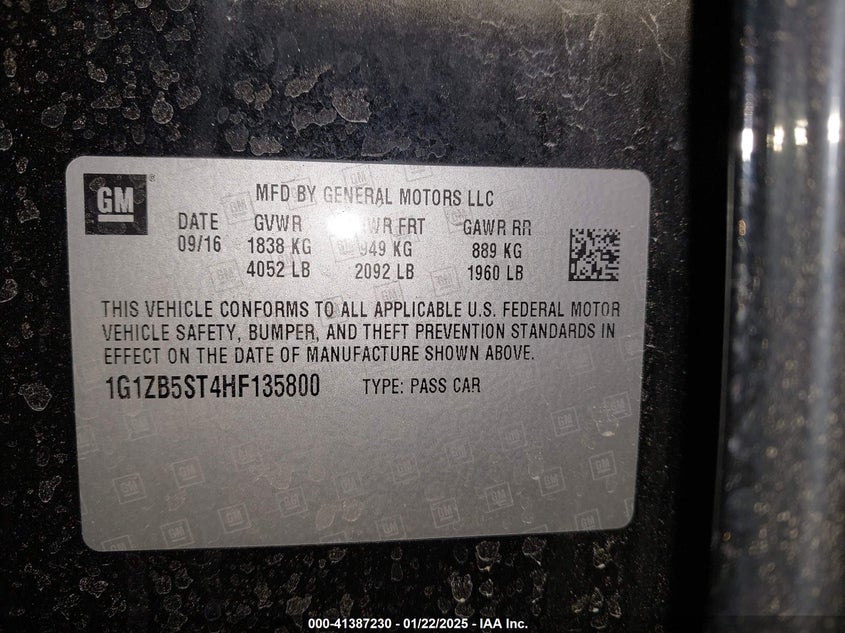 GM ®
MFD BY GENERAL MOTORS LLC
DATE GVWR GAWR RR
09/16 1838 KG 949 KG 889 KG
4052 LB 2092 LB 1960 LB
THIS VEHICLE CONFORMS TO ALL APPLICABLE U.S. FEDERAL MOTOR
VEHICLE SAFETY, BUMPER, AND THEFT PREVENTION STANDARDS IN
EFFECT ON THE DATE OF MANUFACTURE SHOWN ABOVE.
1G1ZB5ST4HF135800 TYPE: PASS CAR
000-41387230 - 01/22/2025 - IAA Inc.